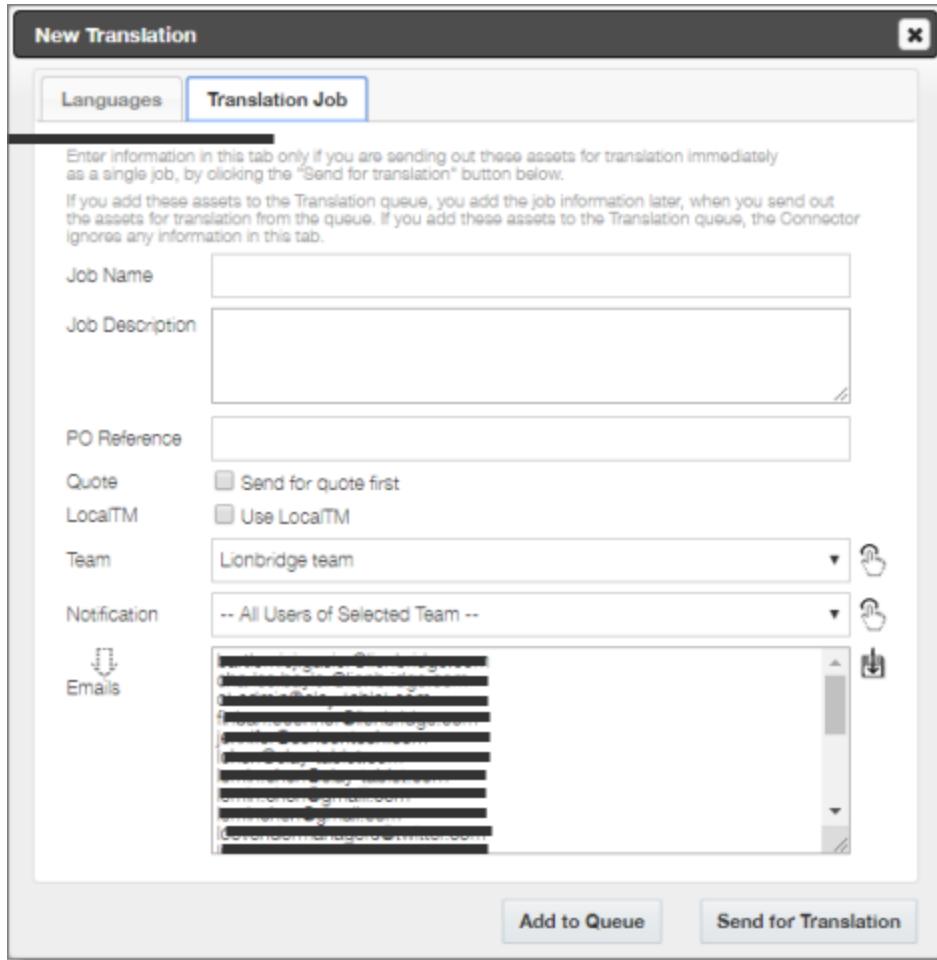 New Translation
Languages
Translation Job
Enter information in this tab only if you are sending out these assets for translation immediately
as a single job, by clicking the "Send for translation" button below.
If you add these assets to the Translation queue, you add the job information later, when you send out
the assets for translation from the queue. If you add these assets to the Translation queue, the Connector
ignores any information in this tab.
Job Name
Job Description
PO Reference
Quote
Send for quote first
LocalTM
Use LocalTM
Team
Lionbridge team
Notification
-- All Users of Selected Team --
Emails
Add to Queue
Send for Translation